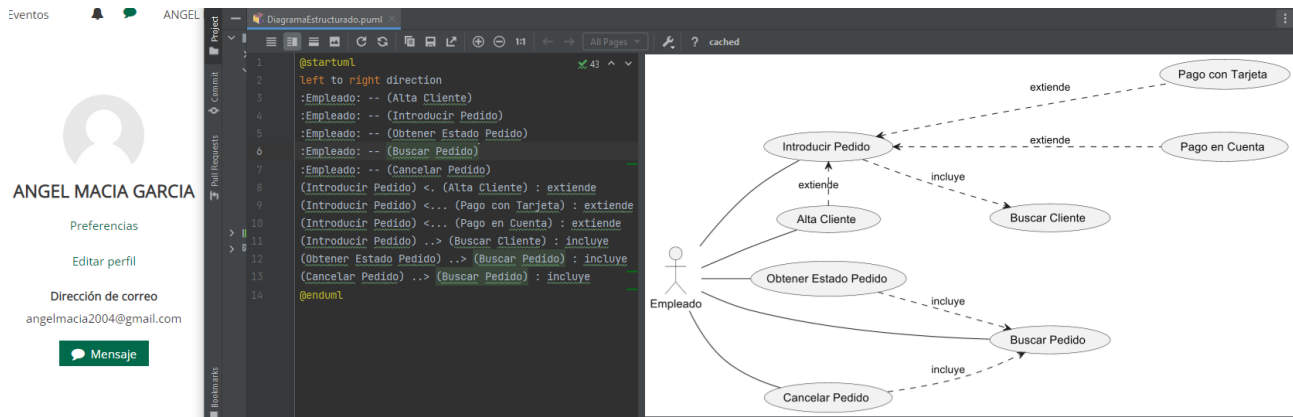 Eventos
ANGEL
ANGEL MACIA GARCIA
Preferencias
Editar perfil
Dirección de correo
angelmacia2004@gmail.com
Mensaje
Project
Commit
Pull Requests
Bookmarks
DiagramaEstructurado.puml
1:1
All Pages
? cached
43
1 @startuml
2 left to right direction
3 :Empleado: -- (Alta Cliente)
4 :Empleado: -- (Introducir Pedido)
5 :Empleado: -- (Obtener Estado Pedido)
6 :Empleado: -- (Buscar Pedido)
7 :Empleado: -- (Cancelar Pedido)
8 (Introducir Pedido) <. (Alta Cliente) : extiende
9 (Introducir Pedido) <... (Pago con Tarjeta) : extiende
10 (Introducir Pedido) <... (Pago en Cuenta) : extiende
11 (Introducir Pedido) ..> (Buscar Cliente) : incluye
12 (Obtener Estado Pedido) ..> (Buscar Pedido) : incluye
13 (Cancelar Pedido) ..> (Buscar Pedido) : incluye
14 @enduml
Pago con Tarjeta
extiende
Introducir Pedido
extiende
Pago en Cuenta
incluye
extiende
Alta Cliente
Buscar Cliente
Obtener Estado Pedido
Empleado
incluye
Buscar Pedido
incluye
Cancelar Pedido